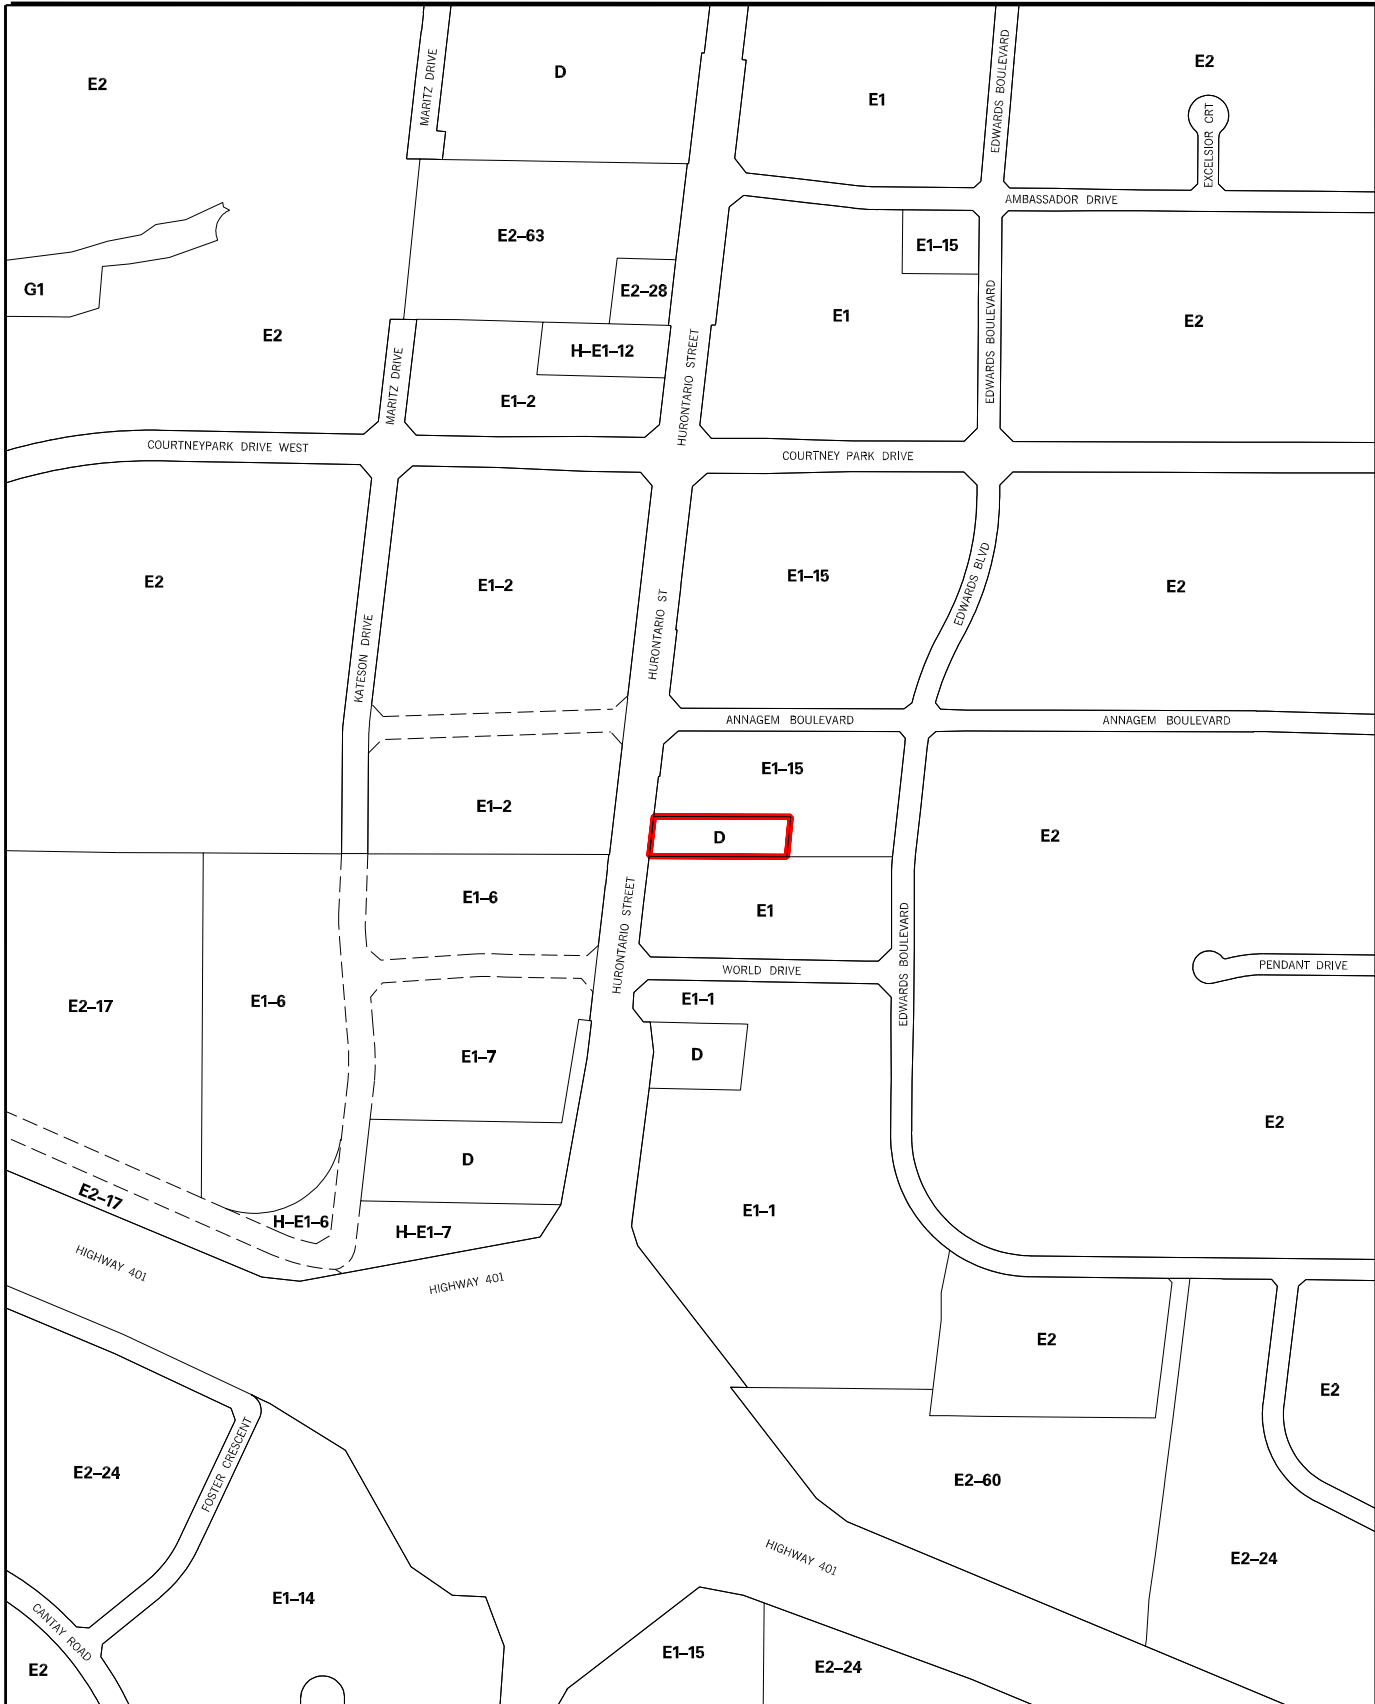 E2
MARITZ DRIVE
D
E1
EDWARDS BOULEVARD
E2
EXCELSIOR CRT
AMBASSADOR DRIVE
E2–63
E1–15
G1
E2–28
E1
EDWARDS BOULEVARD
E2
E2
HURONTARIO STREET
H–E1–12
MARITZ DRIVE
E1–2
COURTNEYPARK DRIVE WEST
COURTNEY PARK DRIVE
E2
E1–2
E1–15
EDWARDS BLVD
E2
KATESON DRIVE
HURONTARIO ST
ANNAGEM BOULEVARD
ANNAGEM BOULEVARD
E1–15
E1–2
D
E2
E1–6
E1
HURONTARIO STREET
EDWARDS BOULEVARD
WORLD DRIVE
PENDANT DRIVE
E2–17
E1–6
E1–1
E1–7
D
E2
D
E2–17
H–E1–6
H–E1–7
E1–1
HIGHWAY 401
HIGHWAY 401
E2
E2
E2–24
FOSTER CRESCENT
E2–60
HIGHWAY 401
E2–24
E1–14
CANTAY ROAD
E2
E1–15
E2–24